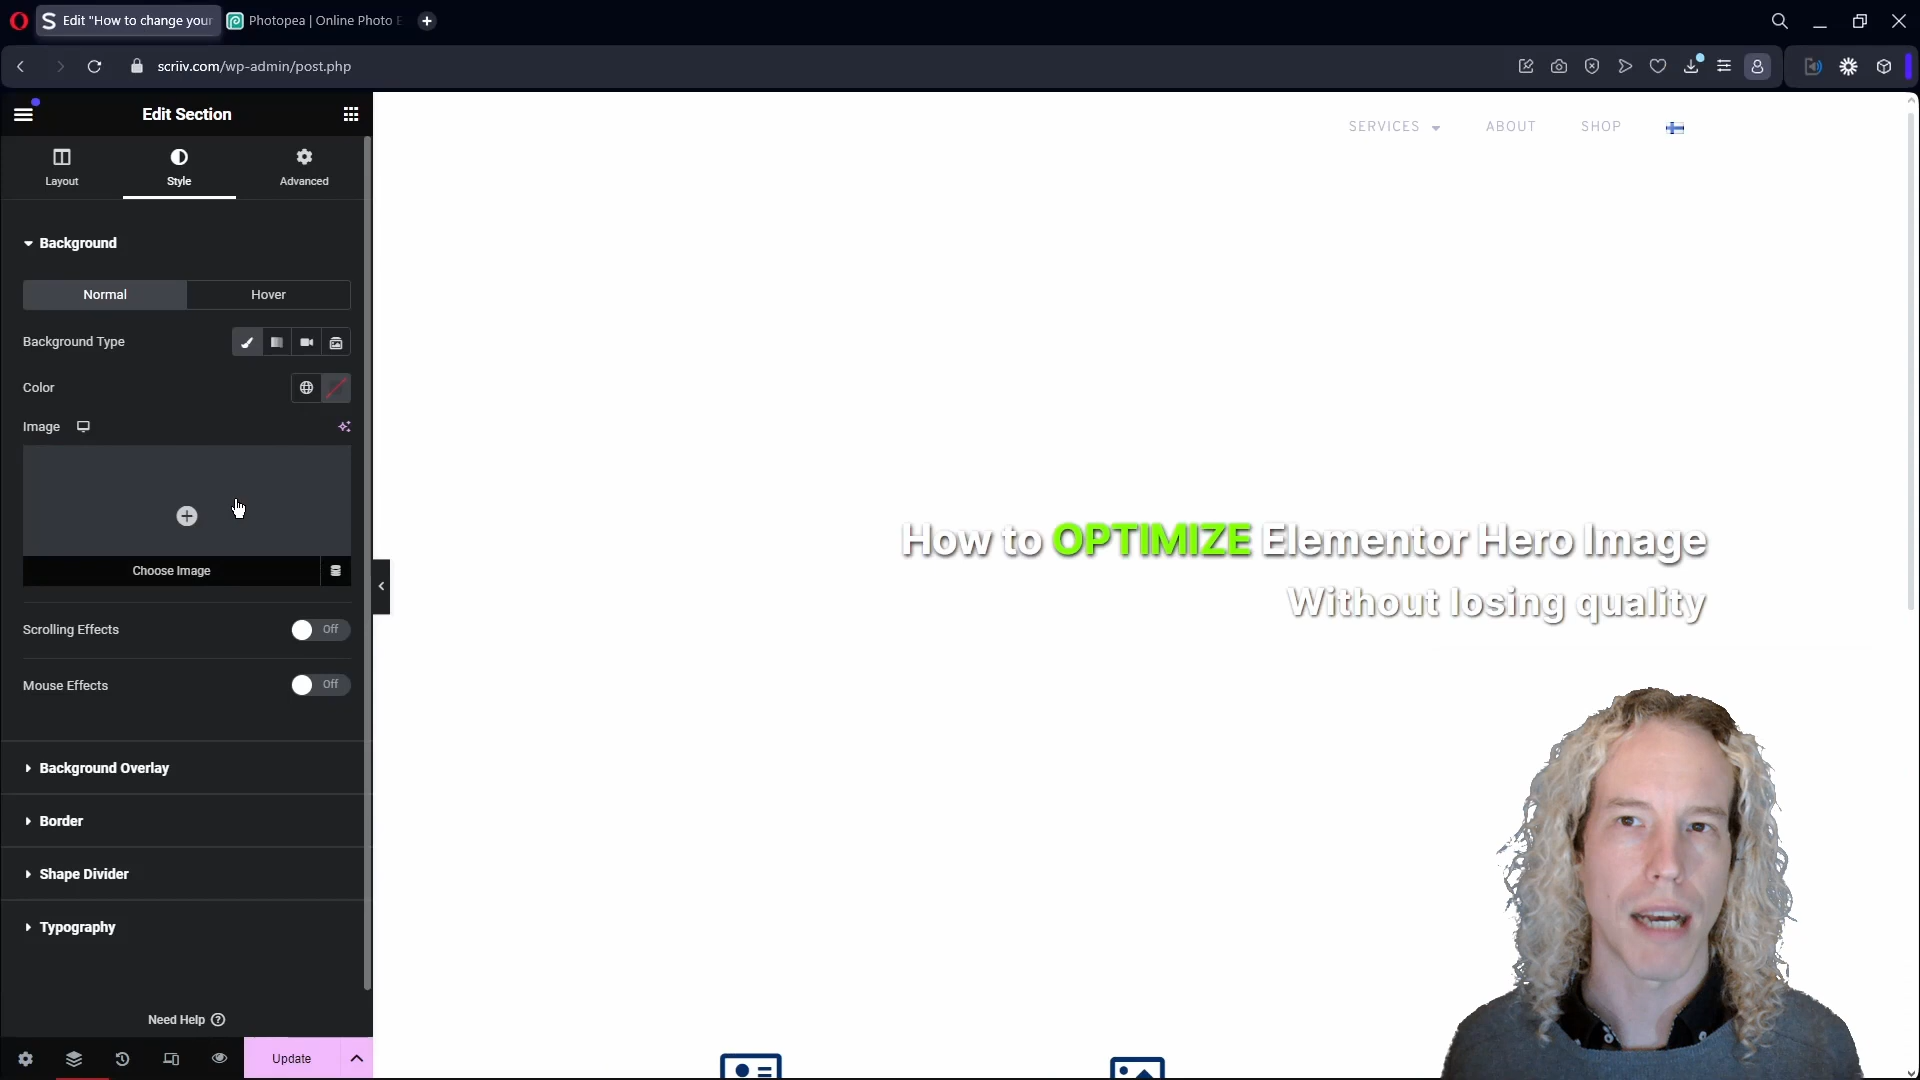 Edit "How to change your
Photopea | Online Photo E
scriiv.com/wp-admin/post.php
Edit Section
Layout
Style
Advanced
Background
Normal
Hover
Background Type
Color
Image
Choose Image
Scrolling Effects
Off
Mouse Effects
Off
Background Overlay
Border
Shape Divider
Typography
Need Help
Update
SERVICES
ABOUT
SHOP
How to OPTIMIZE Elementor Hero Image
Without losing quality